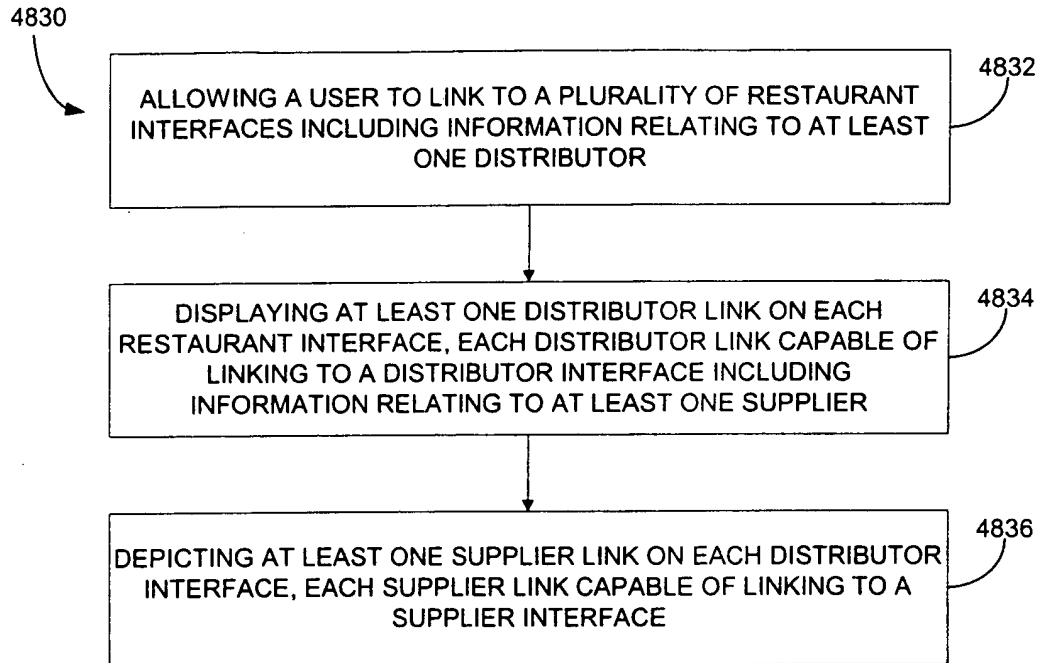 4830
4832
ALLOWING A USER TO LINK TO A PLURALITY OF RESTAURANT
INTERFACES INCLUDING INFORMATION RELATING TO AT LEAST
ONE DISTRIBUTOR
4834
DISPLAYING AT LEAST ONE DISTRIBUTOR LINK ON EACH
RESTAURANT INTERFACE, EACH DISTRIBUTOR LINK CAPABLE OF
LINKING TO A DISTRIBUTOR INTERFACE INCLUDING
INFORMATION RELATING TO AT LEAST ONE SUPPLIER
4836
DEPICTING AT LEAST ONE SUPPLIER LINK ON EACH DISTRIBUTOR
INTERFACE, EACH SUPPLIER LINK CAPABLE OF LINKING TO A
SUPPLIER INTERFACE